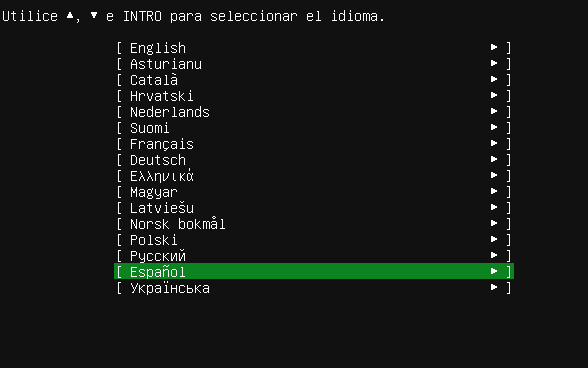 Utilice ▲, ▼ e INTRO para seleccionar el idioma.
[ English ► ]
[ Asturianu ► ]
[ Català ► ]
[ Hrvatski ► ]
[ Nederlands ► ]
[ Suomi ► ]
[ Français ► ]
[ Deutsch ► ]
[ Ελληνικά ► ]
[ Magyar ► ]
[ Latviešu ► ]
[ Norsk bokmål ► ]
[ Polski ► ]
[ Русский ► ]
[ Español ► ]
[ Українська ► ]